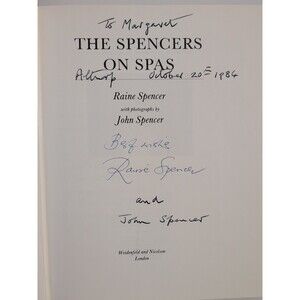 To Margaret
THE SPENCERS
ON SPAS
Althorp October 20th 1984
Raine Spencer
with photographs by
John Spencer
Best wishes
Raine Spencer
and
John Spencer
Weidenfeld and Nicolson
London